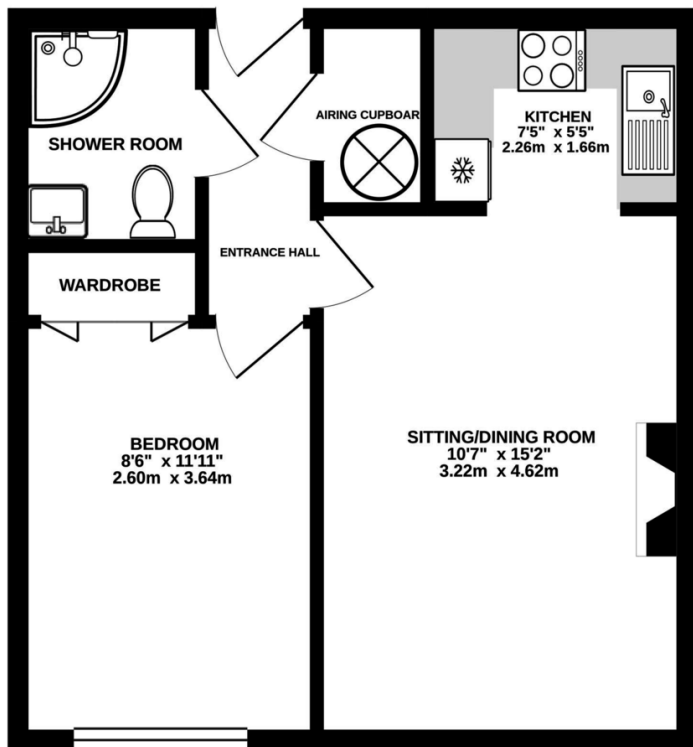 KITCHEN
7'5" x 5'5"
2.26m x 1.66m
AIRING CUPBOAR
SHOWER ROOM
ENTRANCE HALL
WARDROBE
BEDROOM
8'6" x 11'11"
2.60m x 3.64m
SITTING/DINING ROOM
10'7" x 15'2"
3.22m x 4.62m